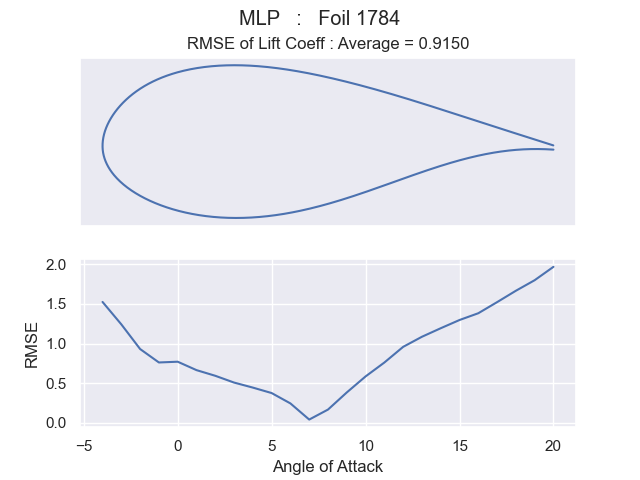 MLP : Foil 1784
RMSE of Lift Coeff : Average = 0.9150
2.0
1.5
1.0
0.5
0.0
RMSE
−5 0 5 10 15 20
Angle of Attack